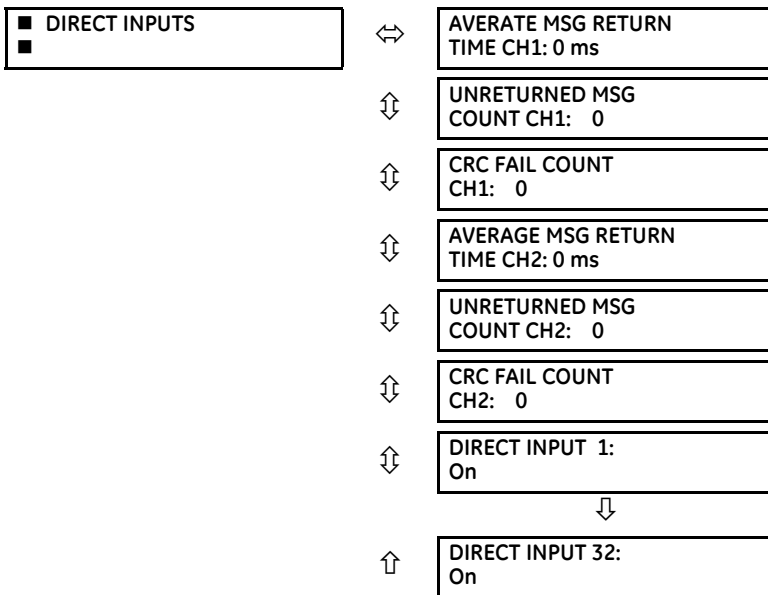 ■ DIRECT INPUTS
■
AVERATE MSG RETURN
TIME CH1: 0 ms
UNRETURNED MSG
COUNT CH1: 0
CRC FAIL COUNT
CH1: 0
AVERAGE MSG RETURN
TIME CH2: 0 ms
UNRETURNED MSG
COUNT CH2: 0
CRC FAIL COUNT
CH2: 0
DIRECT INPUT 1:
On
DIRECT INPUT 32:
On